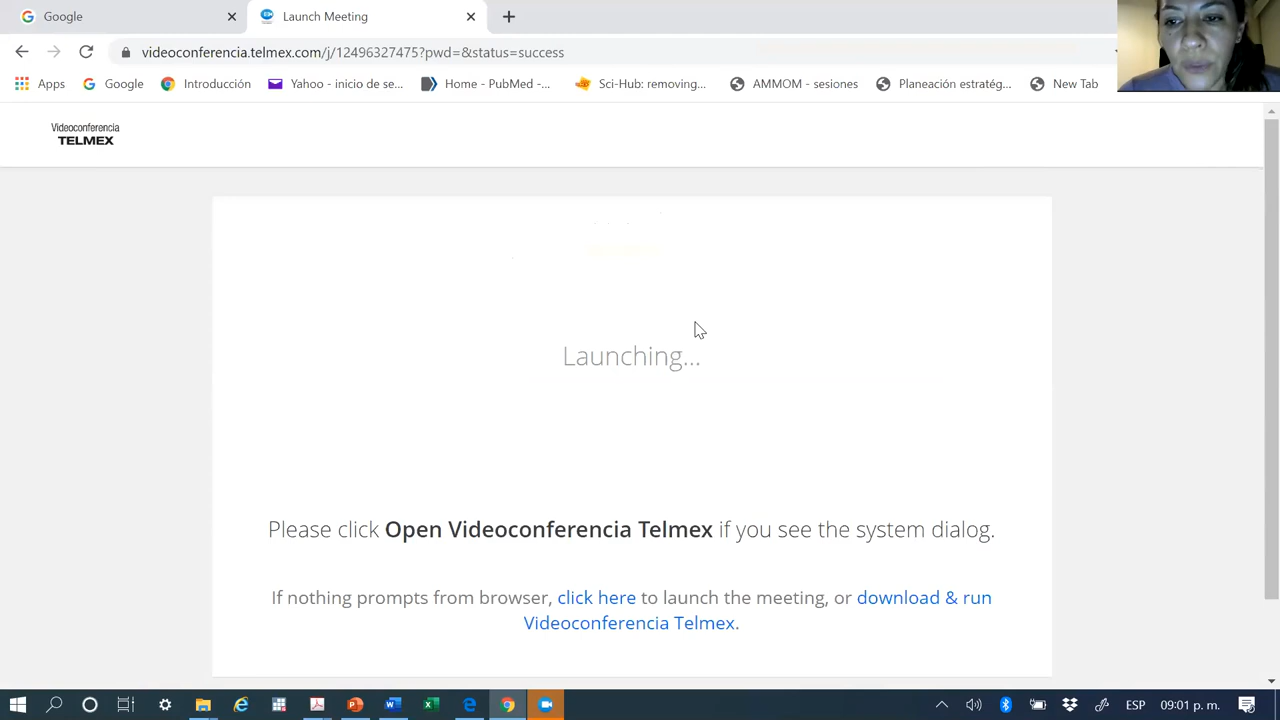 Google
Launch Meeting
videoconferencia.telmex.com/j/12496327475?pwd=&status=success
Apps
Google
Introducción
Yahoo - inicio de se...
Home - PubMed -...
Sci-Hub: removing...
AMMOM - sesiones
Planeación estratég...
New Tab
Videoconferencia
TELMEX
Launching...
Please click Open Videoconferencia Telmex if you see the system dialog.
If nothing prompts from browser, click here to launch the meeting, or download & run
Videoconferencia Telmex.
ESP
09:01 p. m.